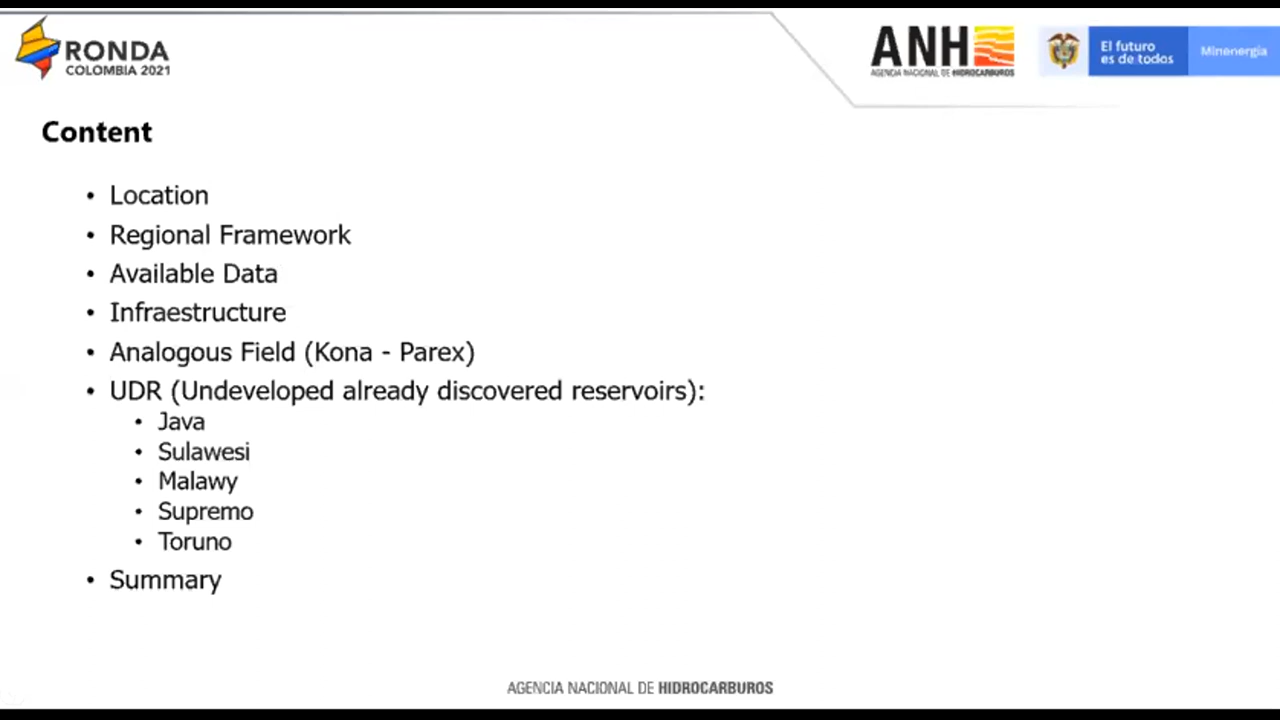 RONDA
COLOMBIA 2021
ANH
AGENCIA NACIONAL DE HIDROCARBUROS
El futuro
es de todos
Minenergía
Content
• Location
• Regional Framework
• Available Data
• Infraestructure
• Analogous Field (Kona - Parex)
• UDR (Undeveloped already discovered reservoirs):
• Java
• Sulawesi
• Malawy
• Supremo
• Toruno
• Summary
AGENCIA NACIONAL DE HIDROCARBUROS